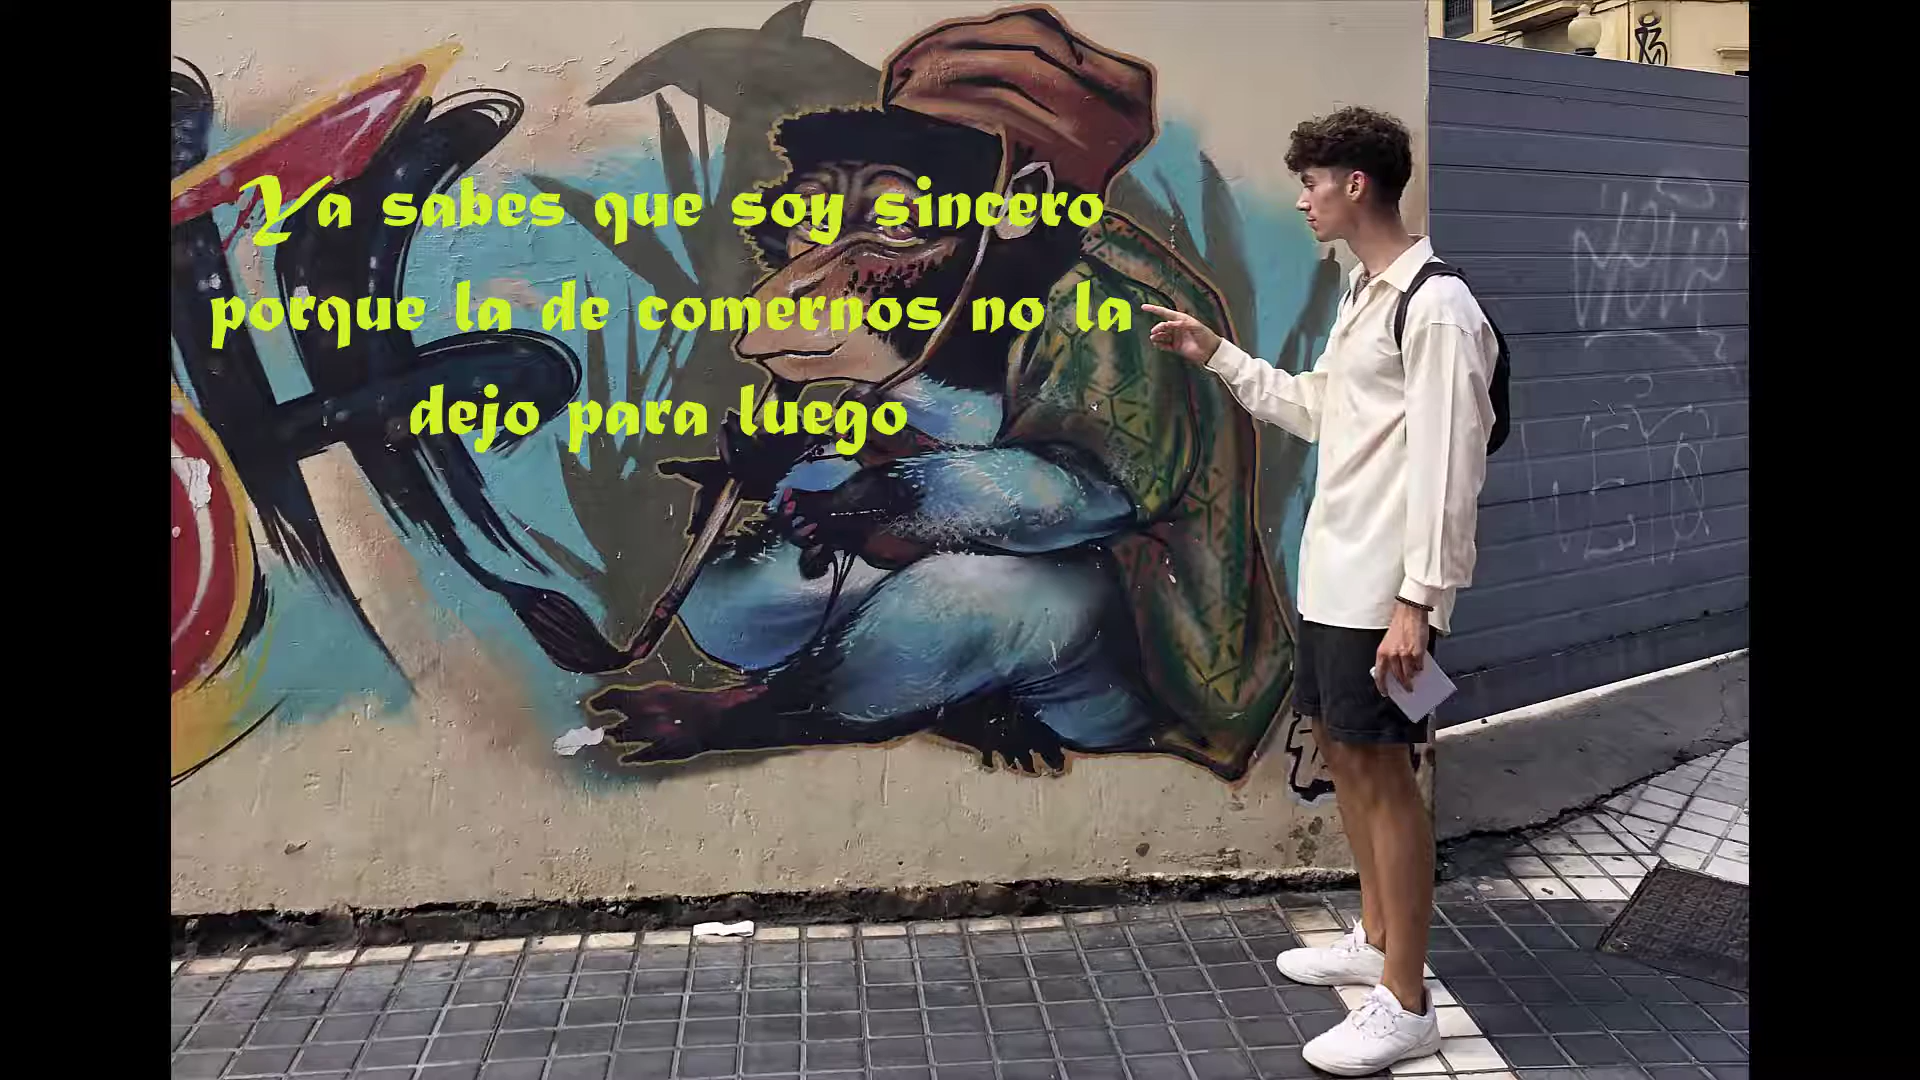 Ya sabes que soy sincero
porque la de comernos no la
dejo para luego